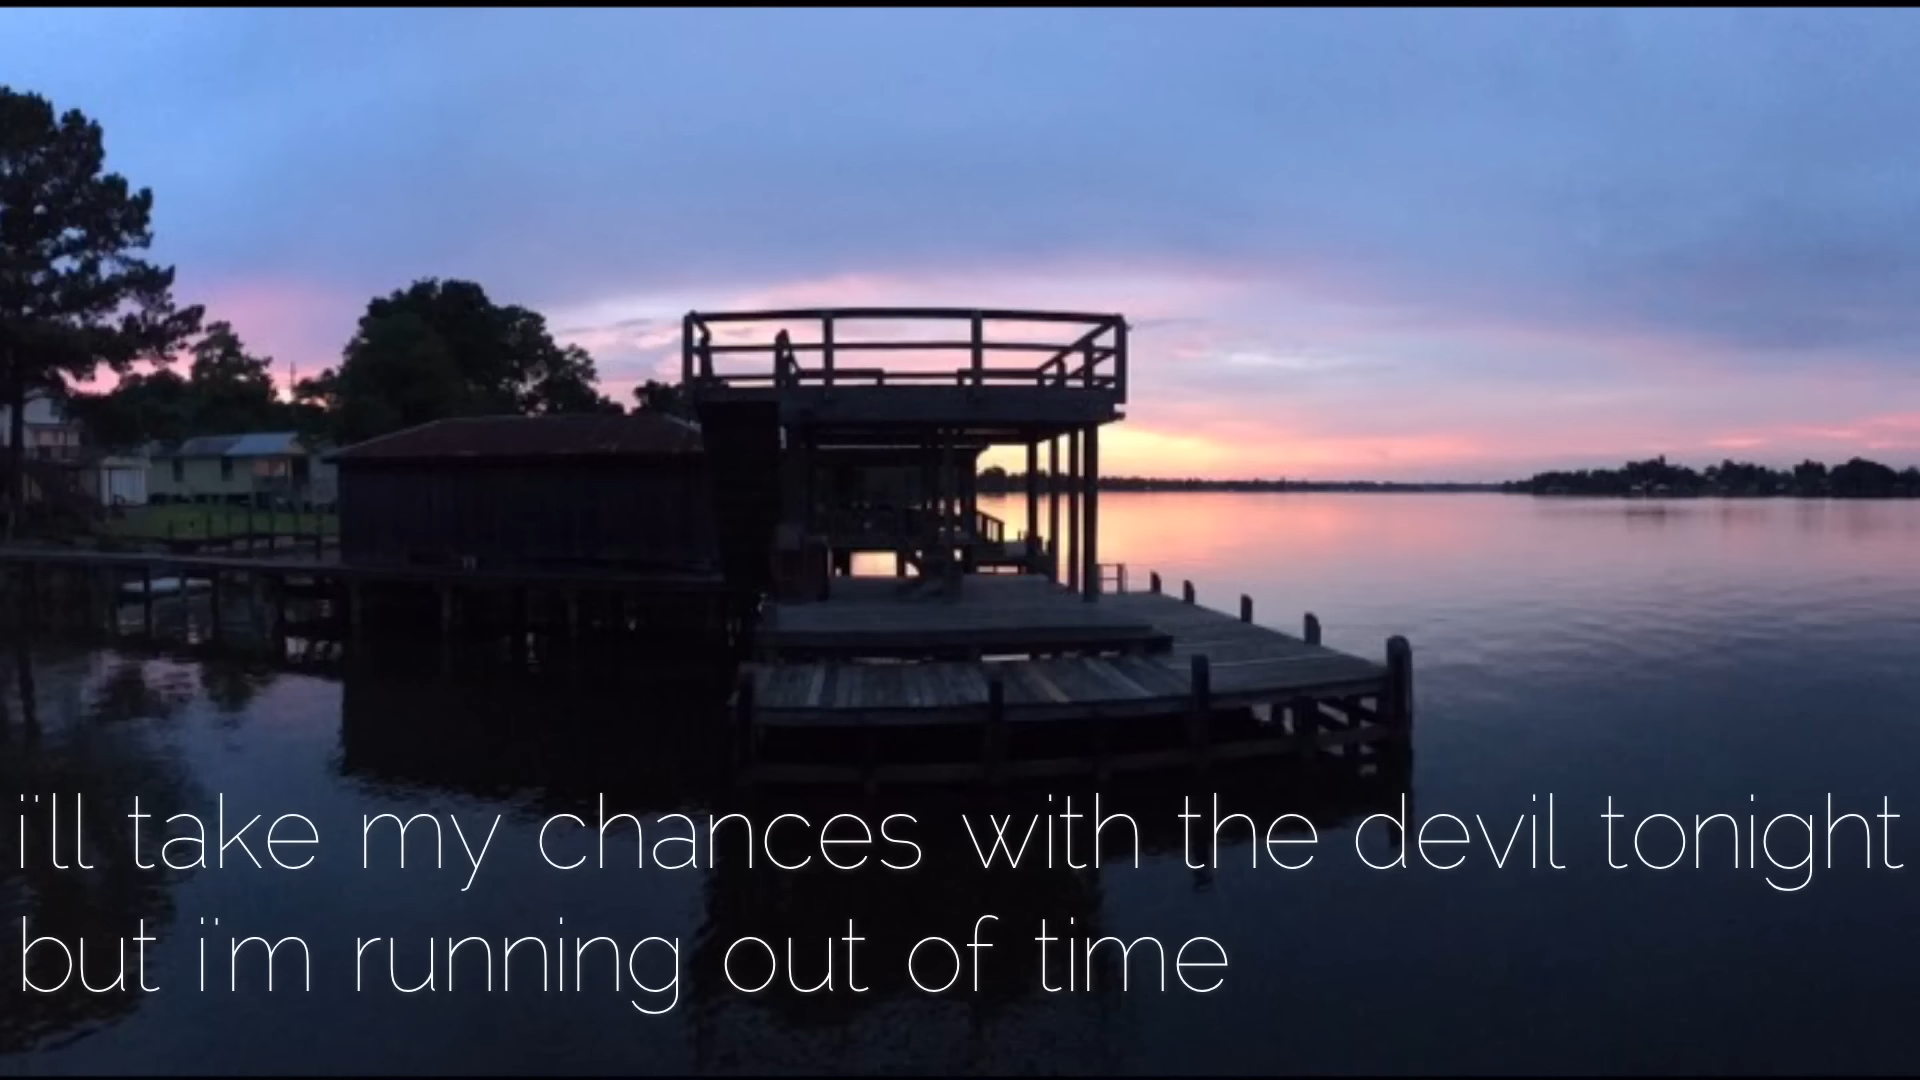 i'll take my chances with the devil tonight
but i'm running out of time